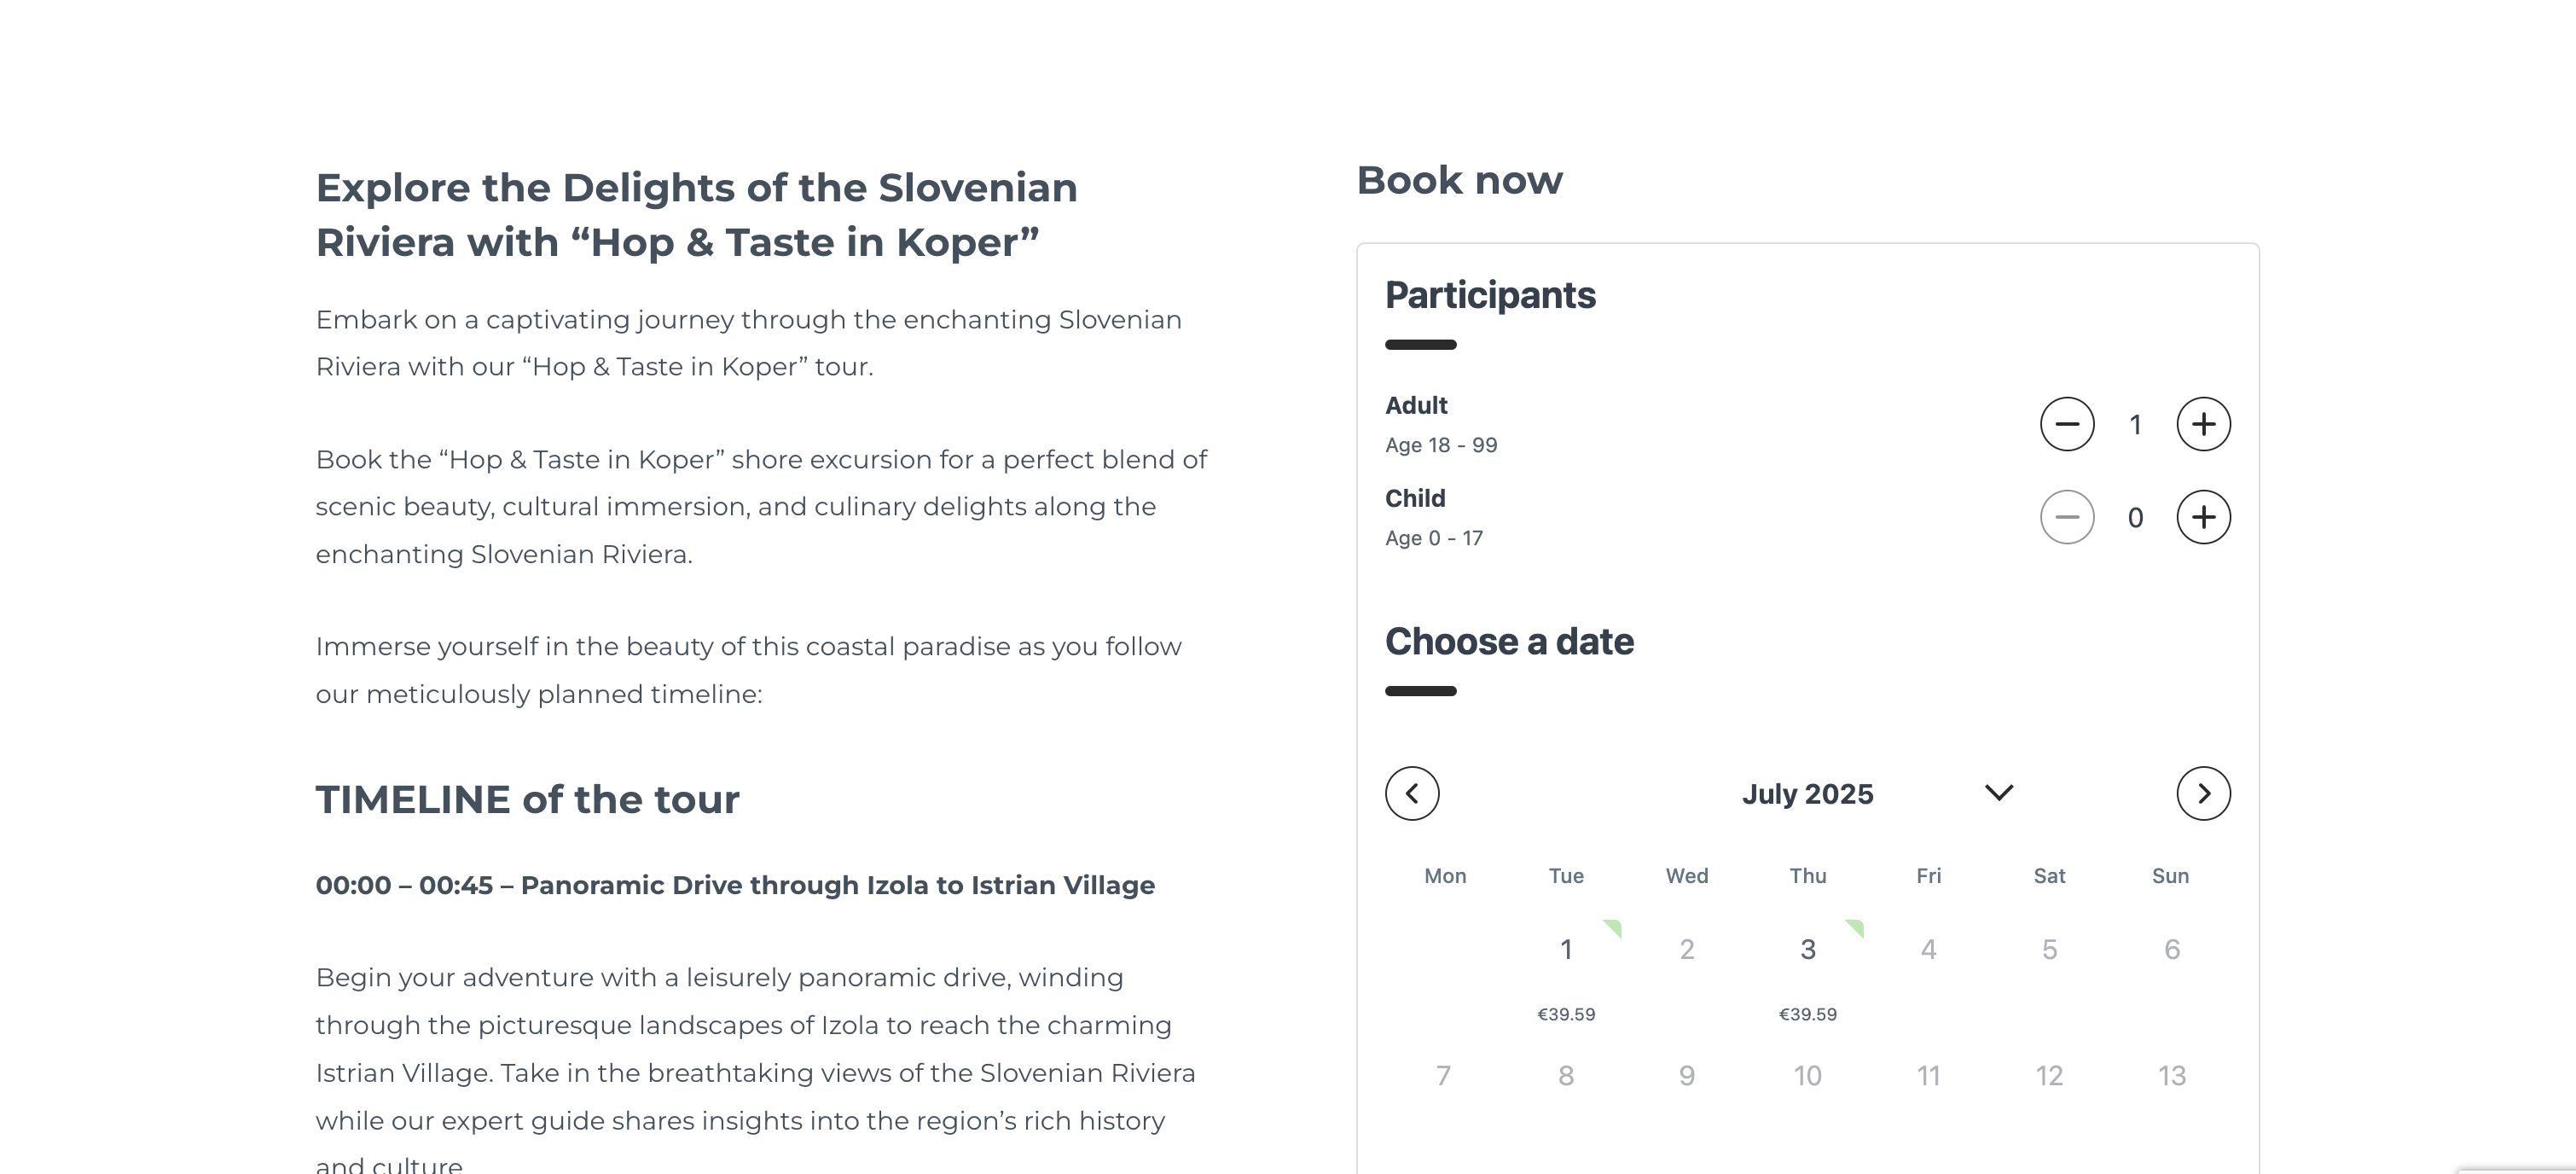 Explore the Delights of the Slovenian
Riviera with “Hop & Taste in Koper”
Embark on a captivating journey through the enchanting Slovenian
Riviera with our “Hop & Taste in Koper” tour.
Book the “Hop & Taste in Koper” shore excursion for a perfect blend of
scenic beauty, cultural immersion, and culinary delights along the
enchanting Slovenian Riviera.
Immerse yourself in the beauty of this coastal paradise as you follow
our meticulously planned timeline:
TIMELINE of the tour
00:00 – 00:45 – Panoramic Drive through Izola to Istrian Village
Begin your adventure with a leisurely panoramic drive, winding
through the picturesque landscapes of Izola to reach the charming
Istrian Village. Take in the breathtaking views of the Slovenian Riviera
while our expert guide shares insights into the region’s rich history
and culture
Book now
Participants
Adult
Age 18 - 99
1
Child
Age 0 - 17
0
Choose a date
July 2025
Mon Tue Wed Thu Fri Sat Sun
1 2 3 4 5 6
€39.59 €39.59
7 8 9 10 11 12 13